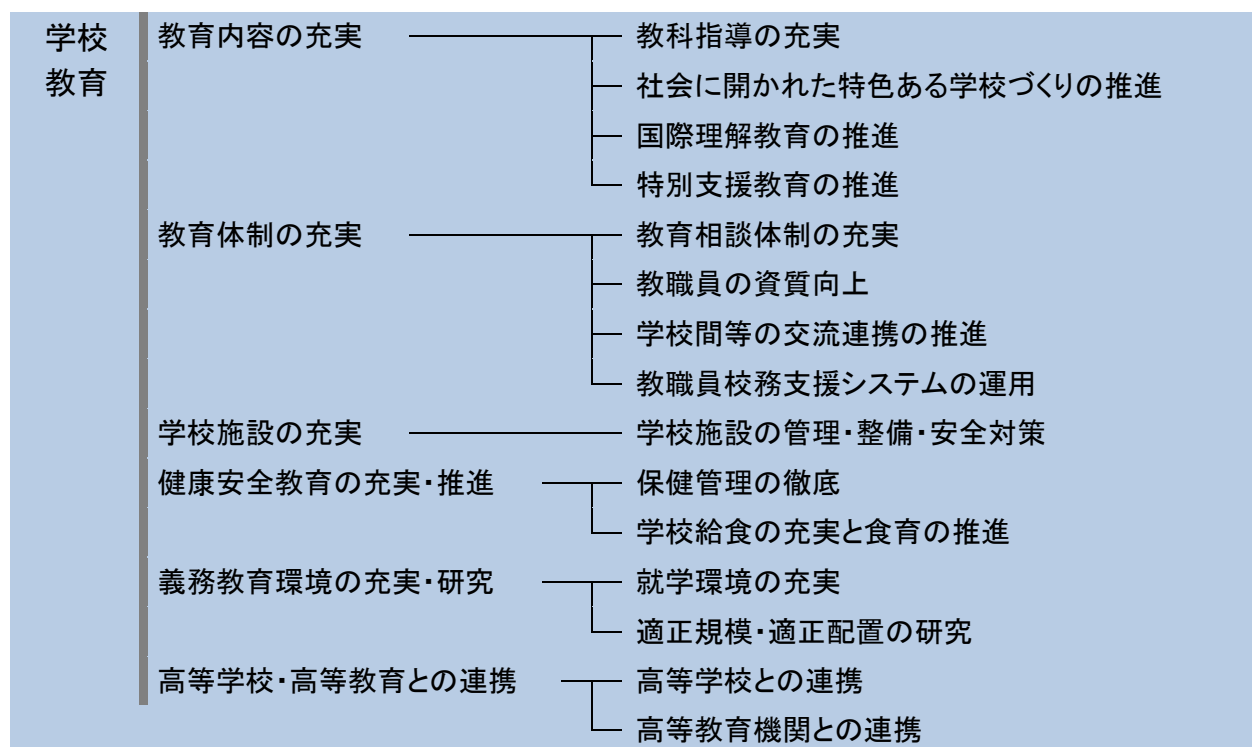 学校
教育
教育内容の充実
教科指導の充実
社会に開かれた特色ある学校づくりの推進
国際理解教育の推進
特別支援教育の推進
教育体制の充実
教育相談体制の充実
教職員の資質向上
学校間等の交流連携の推進
教職員校務支援システムの運用
学校施設の充実
学校施設の管理・整備・安全対策
健康安全教育の充実・推進
保健管理の徹底
学校給食の充実と食育の推進
義務教育環境の充実・研究
就学環境の充実
適正規模・適正配置の研究
高等学校・高等教育との連携
高等学校との連携
高等教育機関との連携